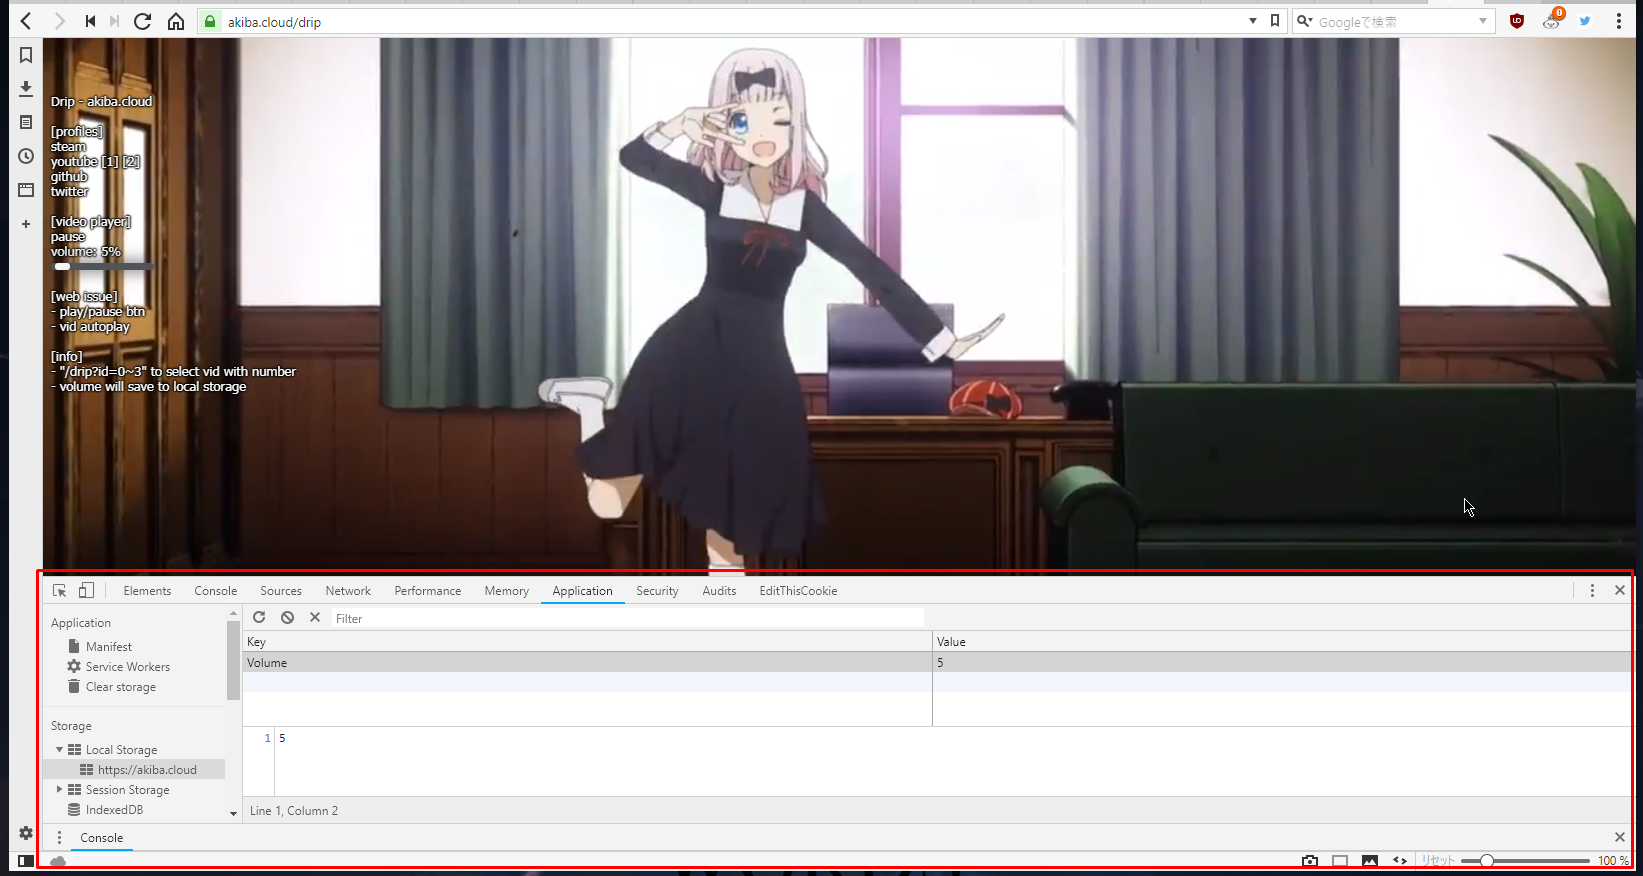 akiba.cloud/drip
Googleで検索
0
Drip - akiba.cloud
[profiles]
steam
youtube [1] [2]
github
twitter
[video player]
pause
volume: 5%
[web issue]
- play/pause btn
- vid autoplay
[info]
- "/drip?id=0~3" to select vid with number
- volume will save to local storage
Elements Console Sources Network Performance Memory Application Security Audits EditThisCookie
Application
Manifest
Service Workers
Clear storage
Storage
Local Storage
https://akiba.cloud
Session Storage
IndexedDB
Filter
Key Value
Volume 5
1 5
Line 1, Column 2
Console
リセット 100 %